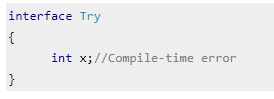 interface Try
{
int x;//Compile-time error
}